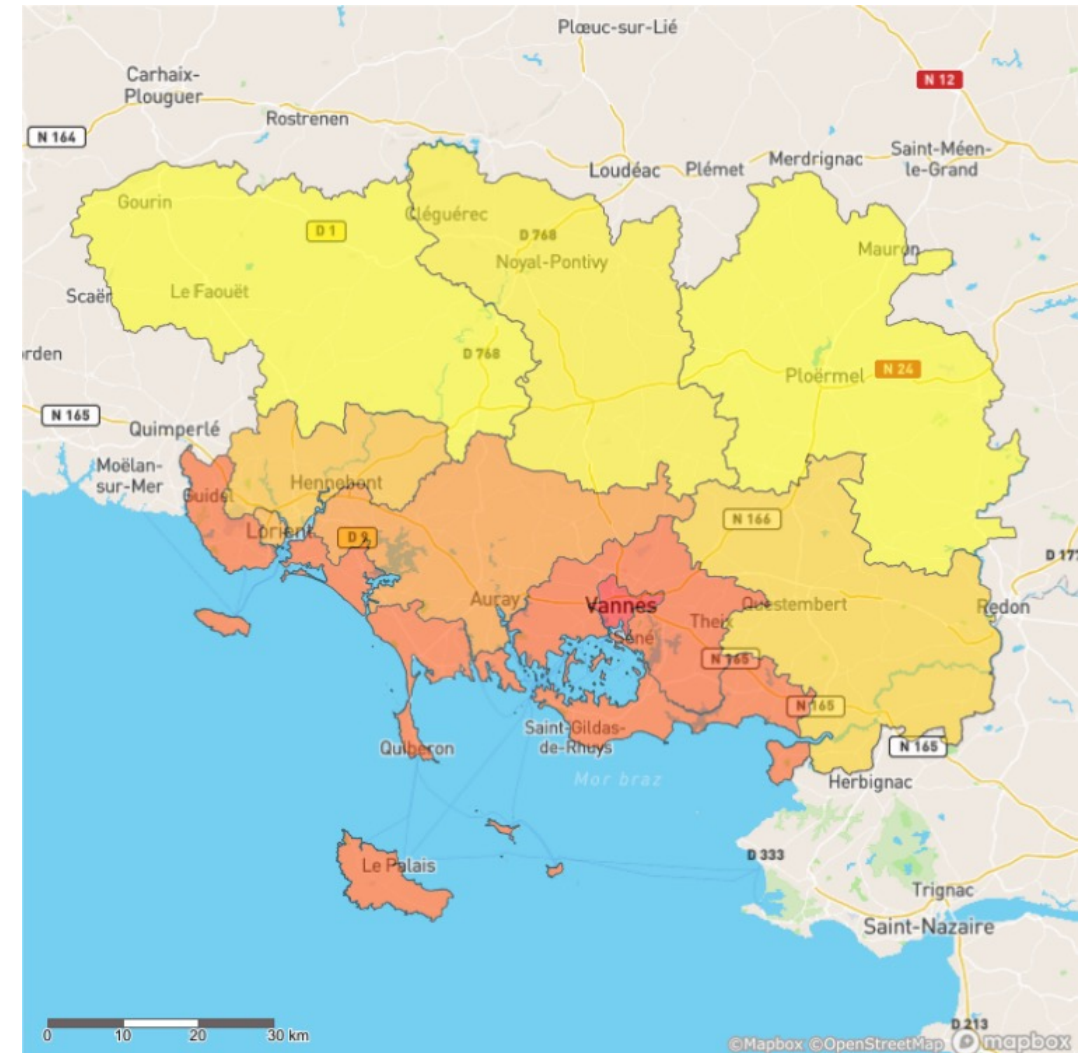 Plœuc-sur-Lié
Carhaix-
Plouguer
N 12
Rostrenen
N 164
Saint-Méen-
le-Grand
Merdrignac
Loudéac
Plémet
Gourin
Cléguérec
D 1
D 768
Mauron
Noyal-Pontivy
Scaër
Le Faouët
rden
D 768
Ploërmel
N 24
N 165
Quimperlé
Moëlan-
sur-Mer
Hennebont
Guidel
N 166
Lorient
D 9
D 177
Auray
Vannes
Questembert
Redon
Theix
Séné
N 165
N 165
Saint-Gildas-
de-Rhuys
Quiberon
N 165
Mor braz
Herbignac
Le Palais
D 333
Trignac
Saint-Nazaire
0 10 20 30 km
D 213
©Mapbox ©OpenStreetMap mapbox